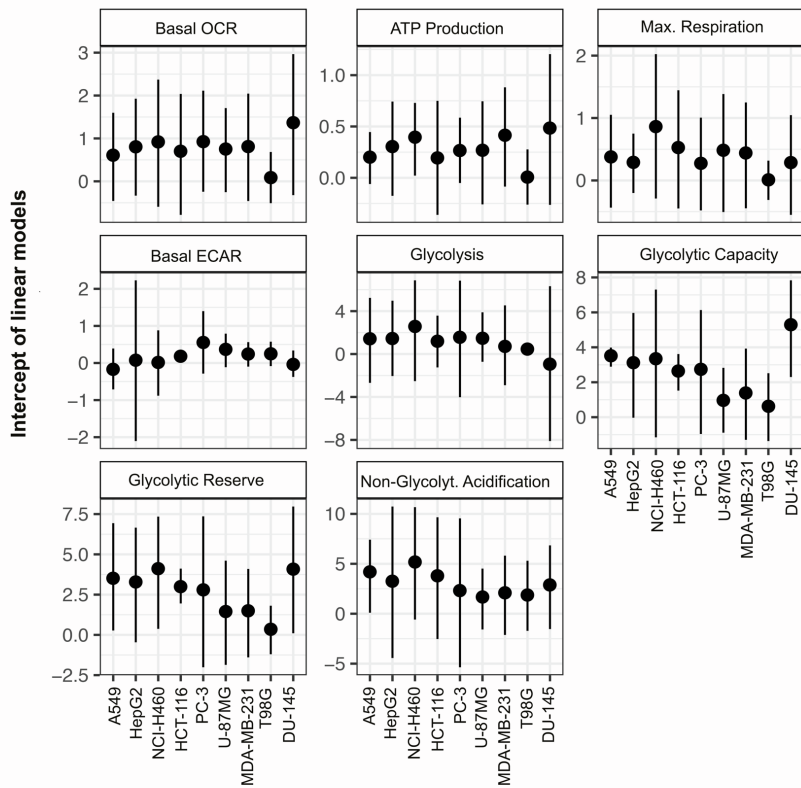 Basal OCR
ATP Production
Max. Respiration
3
2
1
0
1.0
0.5
0.0
2
1
0
Intercept of linear models
Basal ECAR
Glycolysis
Glycolytic Capacity
2
1
0
−1
−2
4
0
−4
−8
8
6
4
2
0
A549
HepG2
NCI-H460
HCT-116
PC-3
U-87MG
MDA-MB-231
T98G
DU-145
Glycolytic Reserve
Non-Glycolyt. Acidification
7.5
5.0
2.5
0.0
−2.5
10
5
0
−5
A549
HepG2
NCI-H460
HCT-116
PC-3
U-87MG
MDA-MB-231
T98G
DU-145
A549
HepG2
NCI-H460
HCT-116
PC-3
U-87MG
MDA-MB-231
T98G
DU-145